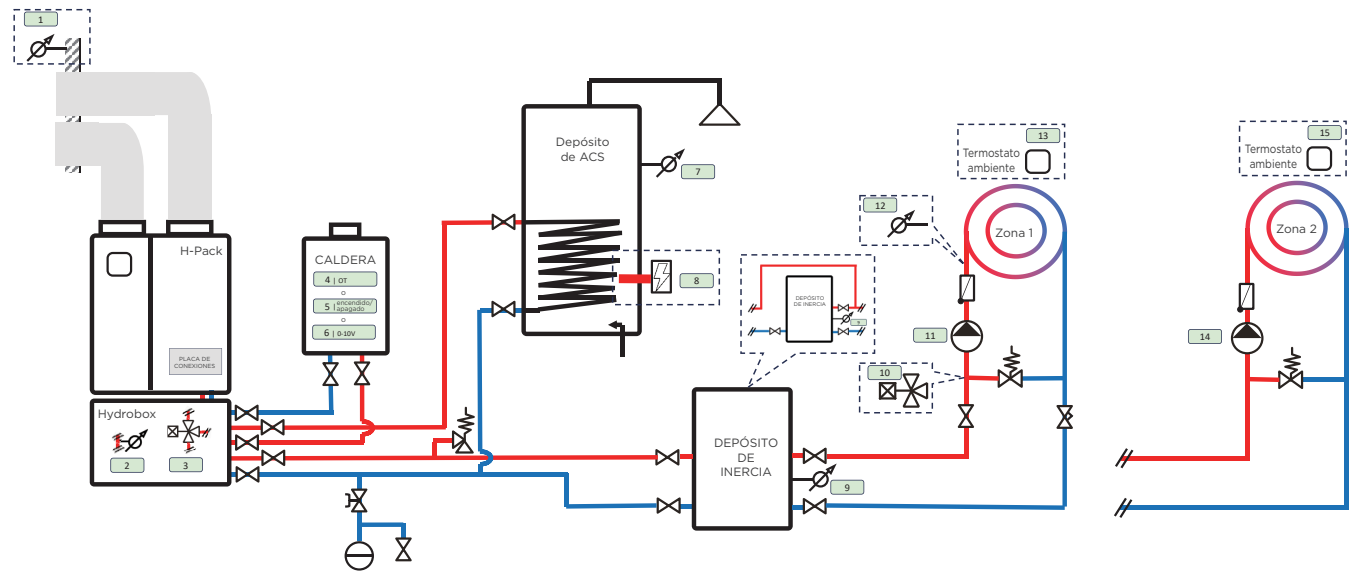 1
H-Pack
PLACA DE
CONEXIONES
Hydrobox
2
3
CALDERA
4 | OT
o
5 | encendido/
apagado
o
6 | 0-10V
Depósito
de ACS
7
8
DEPÓSITO
DE INERCIA
DEPÓSITO
DE
INERCIA
9
10
11
12
13
Termostato
ambiente
Zona 1
14
15
Termostato
ambiente
Zona 2